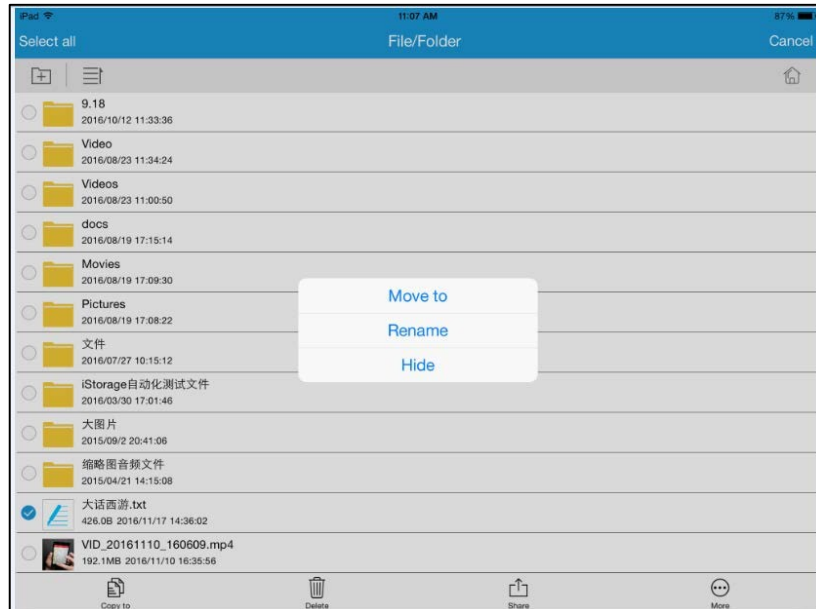 iPad 11:07 AM 87%
Select all File/Folder Cancel
9.18
2016/10/12 11:33:36
Video
2016/08/23 11:34:24
Videos
2016/08/23 11:00:50
docs
2016/08/19 17:15:14
Movies
2016/08/19 17:09:30
Pictures
2016/08/19 17:08:22
文件
2016/07/27 10:15:12
iStorage自动化测试文件
2016/03/30 17:01:46
大图片
2015/09/2 20:41:06
缩略图音频文件
2015/04/21 14:15:08
大话西游.txt
426.0B 2016/11/17 14:36:02
VID_20161110_160609.mp4
192.1MB 2016/11/10 16:35:56
Move to
Rename
Hide
Copy to Delete Share More